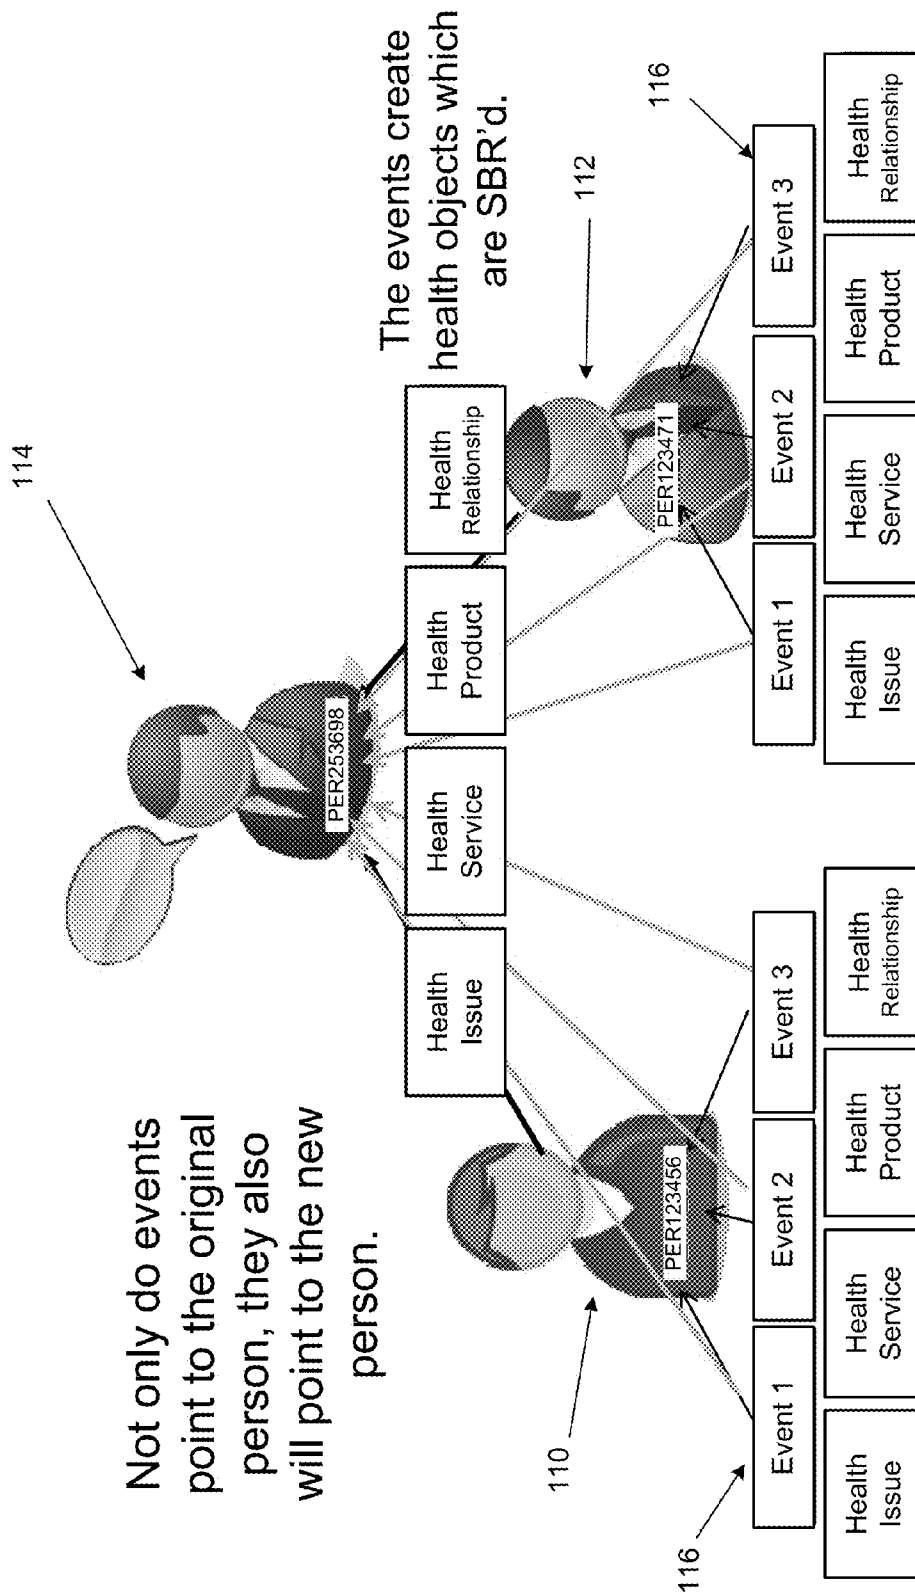 114
Not only do events
point to the original
person, they also
will point to the new
person.
PER253698
The events create
health objects which
are SBR'd.
Health
Issue
Health
Service
Health
Product
Health
Relationship
110
PER123456
112
PER123471
116
Event 1
Event 2
Event 3
Event 1
Event 2
Event 3
116
Health
Issue
Health
Service
Health
Product
Health
Relationship
Health
Issue
Health
Service
Health
Product
Health
Relationship